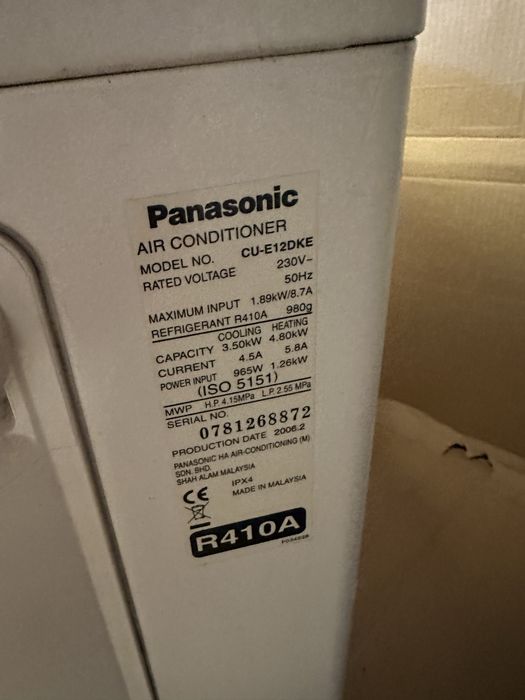 Panasonic
AIR CONDITIONER
MODEL NO. CU-E12DKE
RATED VOLTAGE 230V~
50Hz
MAXIMUM INPUT 1.89kW/8.7A
REFRIGERANT R410A 980g
COOLING HEATING
CAPACITY 3.50kW 4.80kW
CURRENT 4.5A 5.8A
POWER INPUT 965W 1.26kW
(ISO 5151)
MWP H.P. 4.15MPa L.P. 2.55 MPa
SERIAL NO.
0781268872
PRODUCTION DATE 2006.2
PANASONIC HA AIR-CONDITIONING (M)
SDN. BHD.
SHAH ALAM MALAYSIA
CE IPX4
MADE IN MALAYSIA
R410A